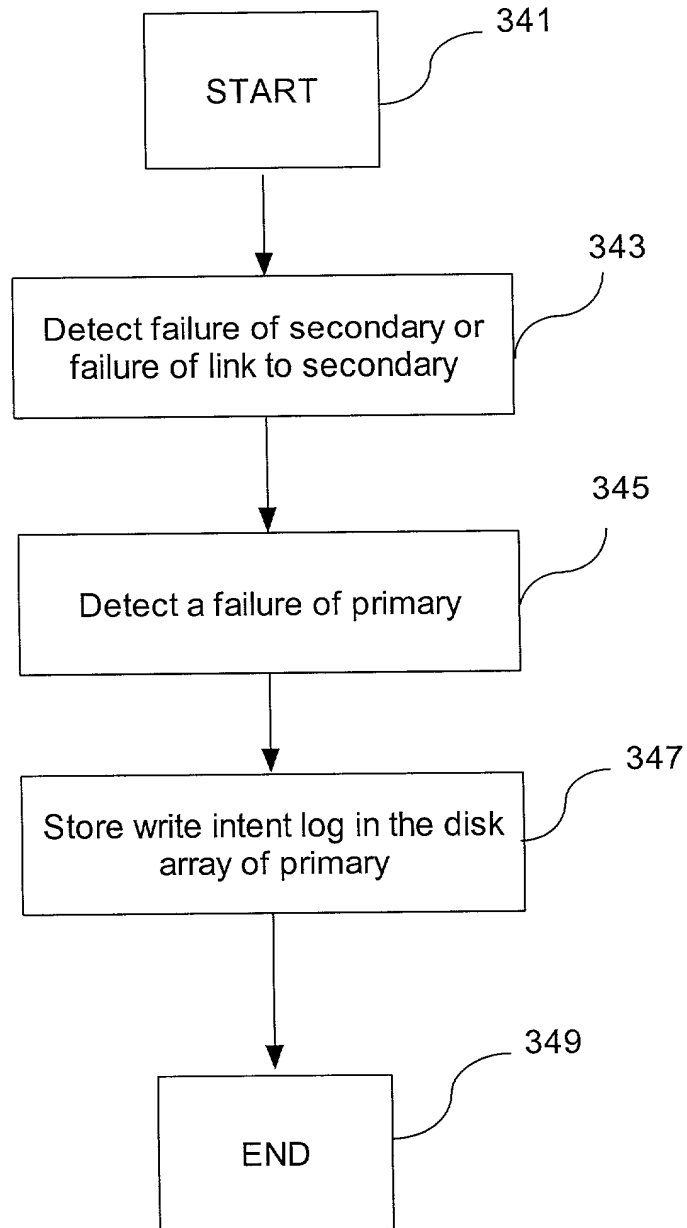 341
START
343
Detect failure of secondary or
failure of link to secondary
345
Detect a failure of primary
347
Store write intent log in the disk
array of primary
349
END